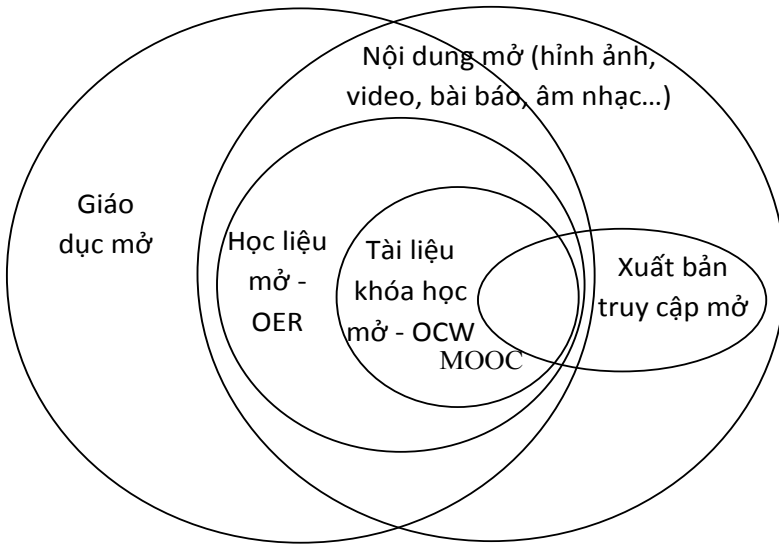 Nội dung mở (hỉnh ảnh,
video, bài báo, âm nhạc...)
Giáo
dục mở
Học liệu
mở -
OER
Tài liệu
khóa học
mở - OCW
MOOC
Xuất bản
truy cập mở